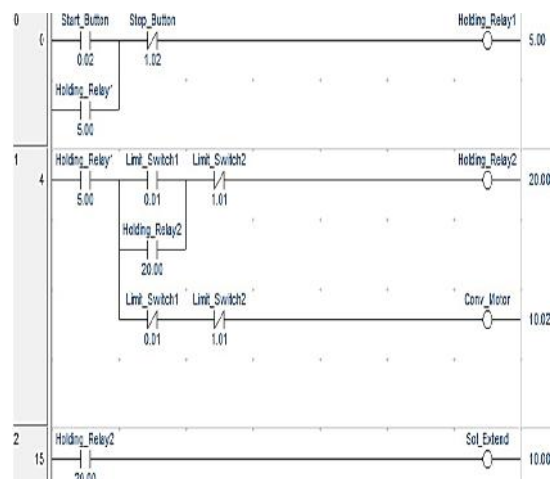 0 Start_Button Stop_Button Holding_Relay1
0 5.00
0.02 1.02
Holding_Relay1
5.00
1 Holding_Relay1 Limit_Switch1 Limit_Switch2 Holding_Relay2
4 20.00
5.00 0.01 1.01
Holding_Relay2
20.00
Limit_Switch1 Limit_Switch2 Conv_Motor
10.02
0.01 1.01
2 Holding_Relay2 Sol_Extend
15 10.00
20.00